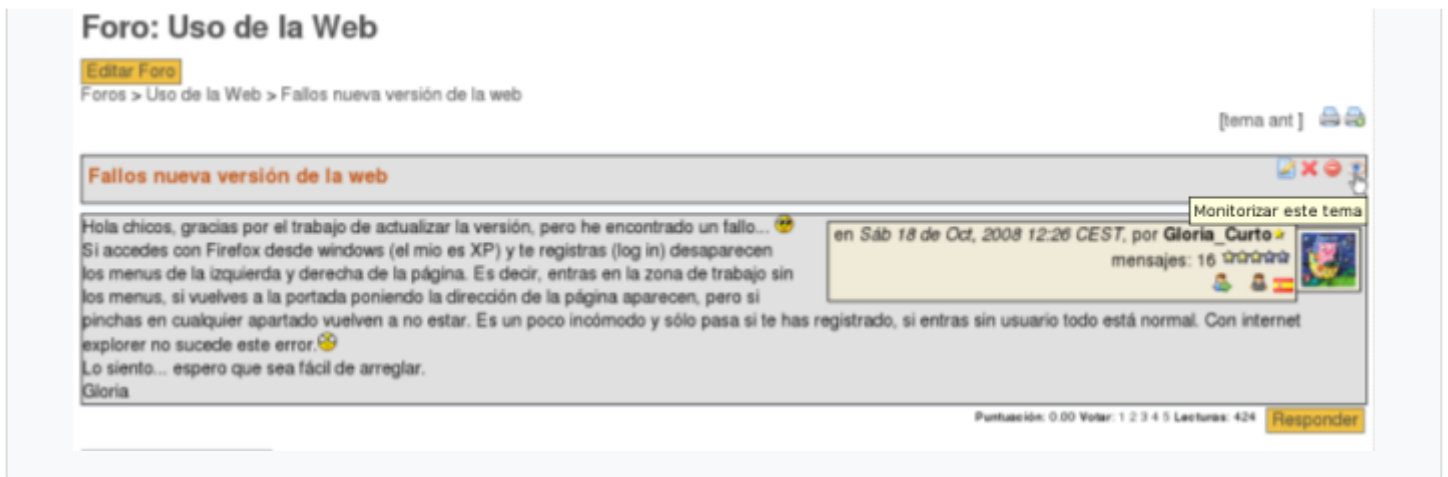 Foro: Uso de la Web
Editar Foro
Foros > Uso de la Web > Fallos nueva versión de la web
[tema ant ]
Fallos nueva versión de la web
Monitorizar este tema
Hola chicos, gracias por el trabajo de actualizar la versión, pero he encontrado un fallo...
Si accedes con Firefox desde windows (el mio es XP) y te registras (log in) desaparecen
los menus de la izquierda y derecha de la página. Es decir, entras en la zona de trabajo sin
los menus, si vuelves a la portada poniendo la dirección de la página aparecen, pero si
pinchas en cualquier apartado vuelven a no estar. Es un poco incómodo y sólo pasa si te has registrado, si entras sin usuario todo está normal. Con internet
explorer no sucede este error.
Lo siento... espero que sea fácil de arreglar.
Gloria
en Sáb 18 de Oct, 2008 12:26 CEST, por Gloria_Curto
mensajes: 16
Puntuación: 0.00 Votar: 1 2 3 4 5 Lecturas: 424
Responder